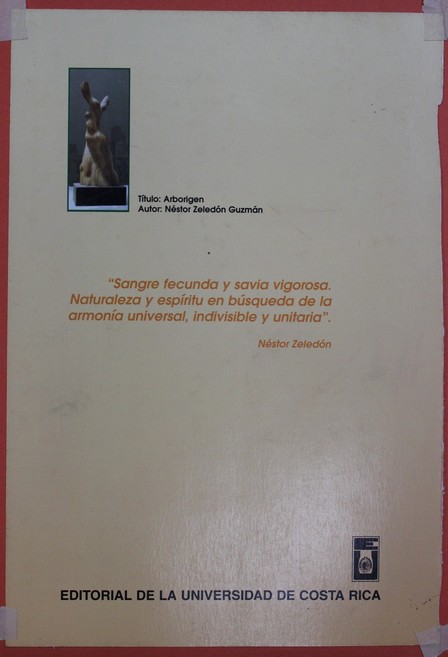 Título: Arborigen
Autor: Néstor Zeledón Guzmán
"Sangre fecunda y savia vigorosa.
Naturaleza y espíritu en búsqueda de la
armonía universal, indivisible y unitaria".
Néstor Zeledón
EDITORIAL DE LA UNIVERSIDAD DE COSTA RICA